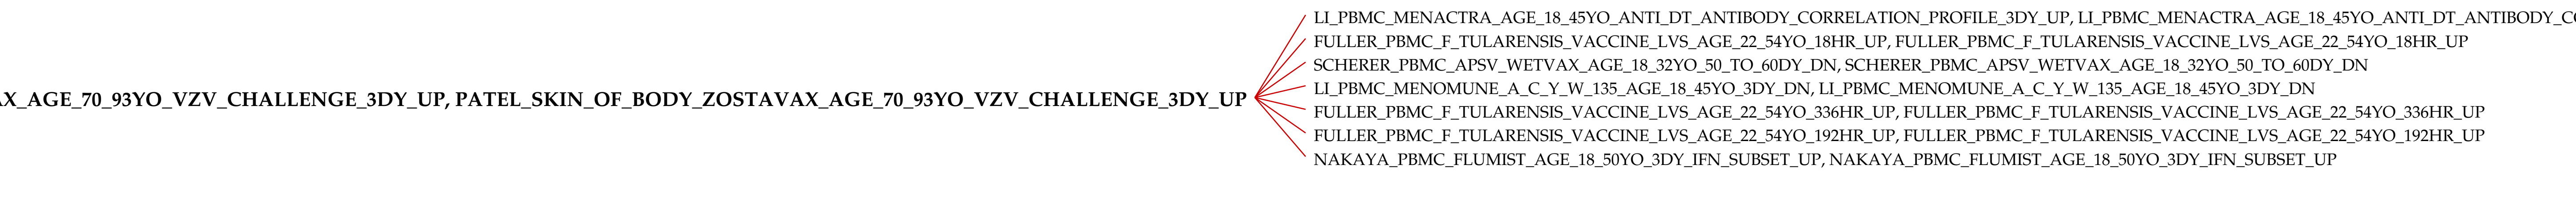 AX_AGE_70_93YO_VZV_CHALLENGE_3DY_UP, PATEL_SKIN_OF_BODY_ZOSTAVAX_AGE_70_93YO_VZV_CHALLENGE_3DY_UP
LI_PBMC_MENACTRA_AGE_18_45YO_ANTI_DT_ANTIBODY_CORRELATION_PROFILE_3DY_UP, LI_PBMC_MENACTRA_AGE_18_45YO_ANTI_DT_ANTIBODY_C
FULLER_PBMC_F_TULARENSIS_VACCINE_LVS_AGE_22_54YO_18HR_UP, FULLER_PBMC_F_TULARENSIS_VACCINE_LVS_AGE_22_54YO_18HR_UP
SCHERER_PBMC_APSV_WETVAX_AGE_18_32YO_50_TO_60DY_DN, SCHERER_PBMC_APSV_WETVAX_AGE_18_32YO_50_TO_60DY_DN
LI_PBMC_MENOMUNE_A_C_Y_W_135_AGE_18_45YO_3DY_DN, LI_PBMC_MENOMUNE_A_C_Y_W_135_AGE_18_45YO_3DY_DN
FULLER_PBMC_F_TULARENSIS_VACCINE_LVS_AGE_22_54YO_336HR_UP, FULLER_PBMC_F_TULARENSIS_VACCINE_LVS_AGE_22_54YO_336HR_UP
FULLER_PBMC_F_TULARENSIS_VACCINE_LVS_AGE_22_54YO_192HR_UP, FULLER_PBMC_F_TULARENSIS_VACCINE_LVS_AGE_22_54YO_192HR_UP
NAKAYA_PBMC_FLUMIST_AGE_18_50YO_3DY_IFN_SUBSET_UP, NAKAYA_PBMC_FLUMIST_AGE_18_50YO_3DY_IFN_SUBSET_UP